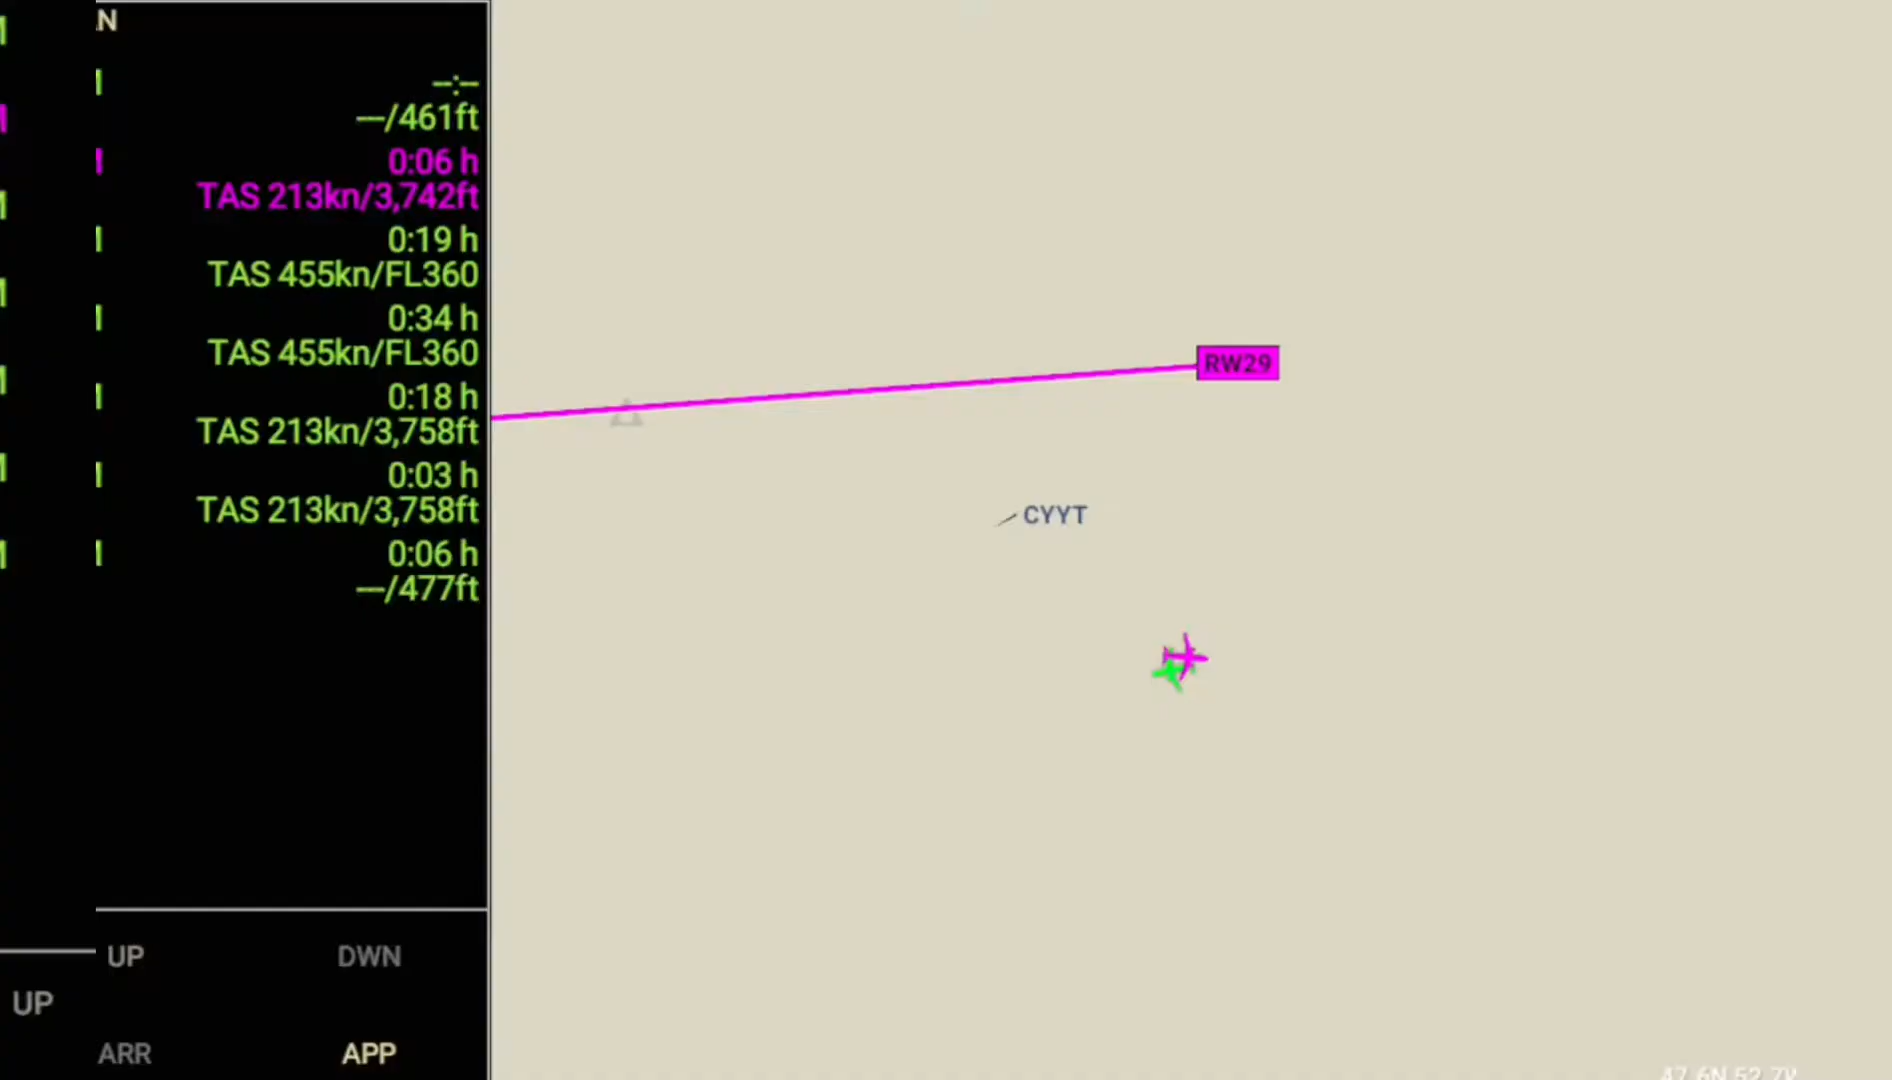 --:--
---/461ft
0:06 h
TAS 213kn/3,742ft
0:19 h
TAS 455kn/FL360
0:34 h
TAS 455kn/FL360
0:18 h
TAS 213kn/3,758ft
0:03 h
TAS 213kn/3,758ft
0:06 h
---/477ft
UP DWN
UP
ARR APP
RW29
CYYT